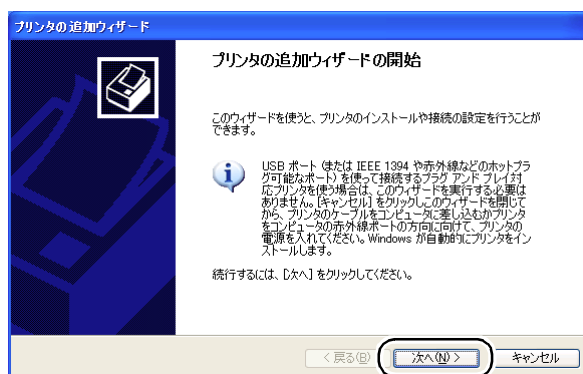 プリンタの追加ウィザード
プリンタの追加ウィザードの開始
このウィザードを使うと、プリンタのインストールや接続の設定を行うことが
できます。
USB ポート (または IEEE 1394 や赤外線などのホットプラ
グ可能なポート) を使って接続するプラグ アンド プレイ対
応プリンタを使う場合は、このウィザードを実行する必要は
ありません。[キャンセル] をクリックしこのウィザードを閉じて
から、プリンタのケーブルをコンピュータに差し込むかプリンタ
をコンピュータの赤外線ポートの方向に向けて、プリンタの
電源を入れてください。Windows が自動的にプリンタをイン
ストールします。
続行するには、[次へ] をクリックしてください。
< 戻る(B)
次へ(N) >
キャンセル